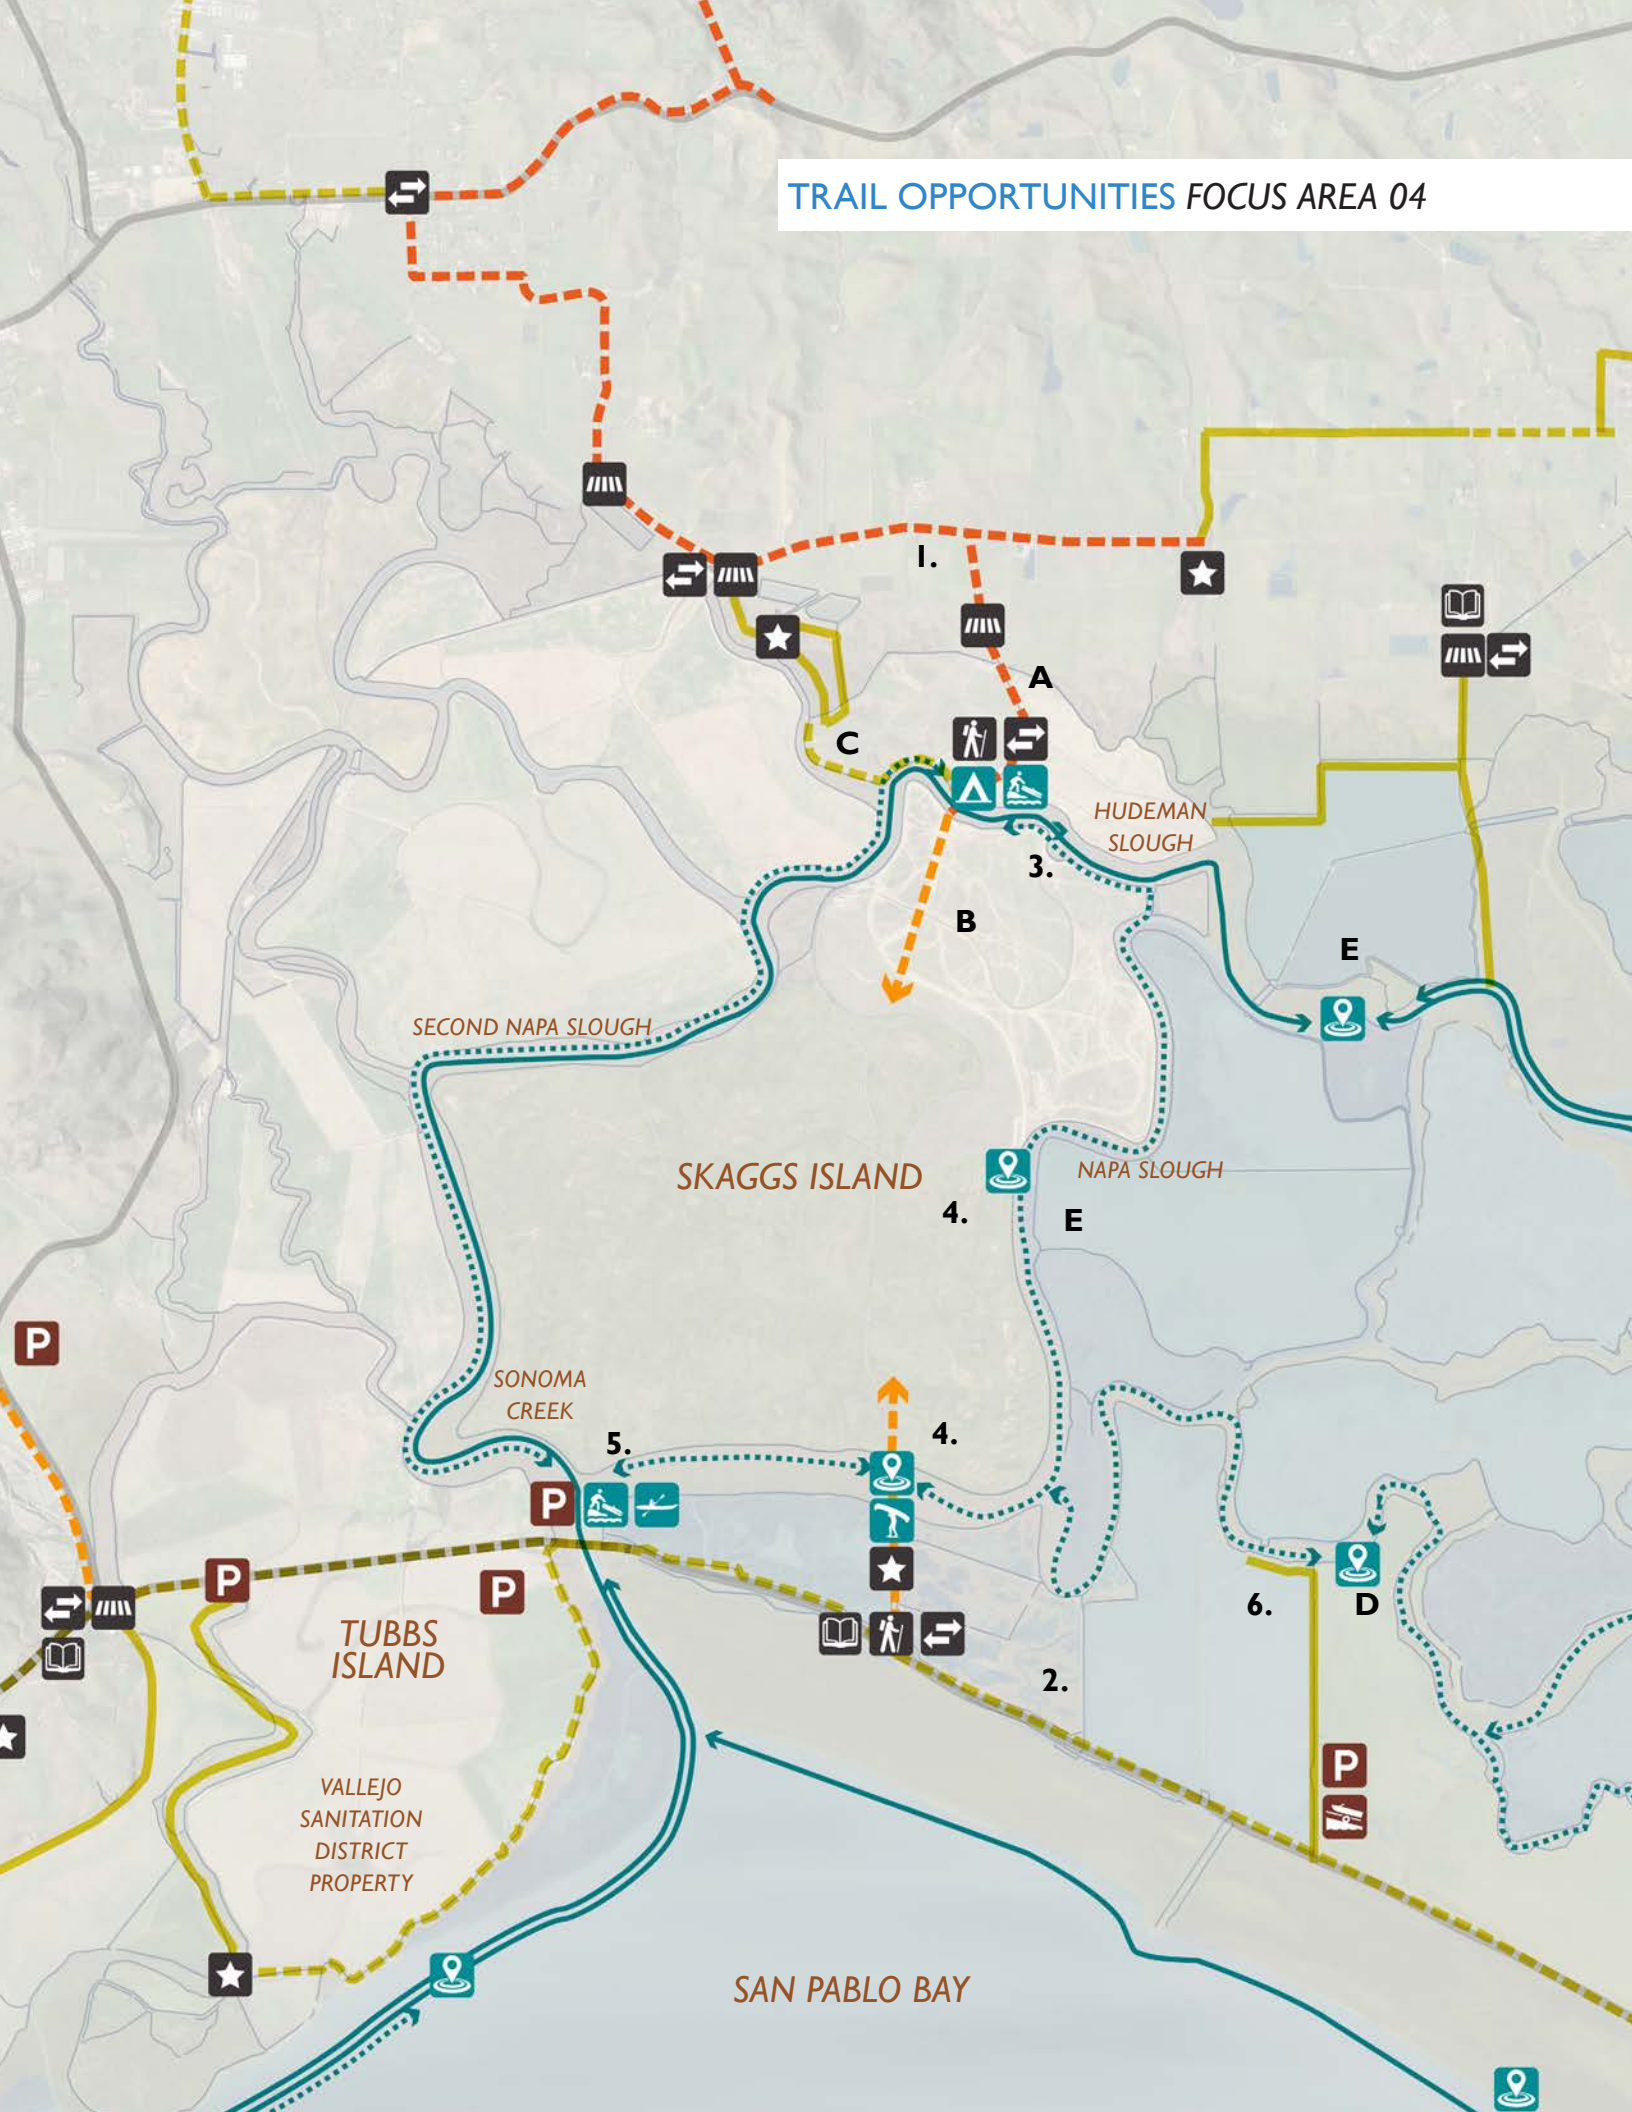 TRAIL OPPORTUNITIES FOCUS AREA 04
1.
A
C
HUDEMAN
SLOUGH
3.
B
E
SECOND NAPA SLOUGH
SKAGGS ISLAND
NAPA SLOUGH
4.
E
P
SONOMA
CREEK
5.
4.
P
P
P
6.
D
TUBBS
ISLAND
2.
P
VALLEJO
SANITATION
DISTRICT
PROPERTY
SAN PABLO BAY